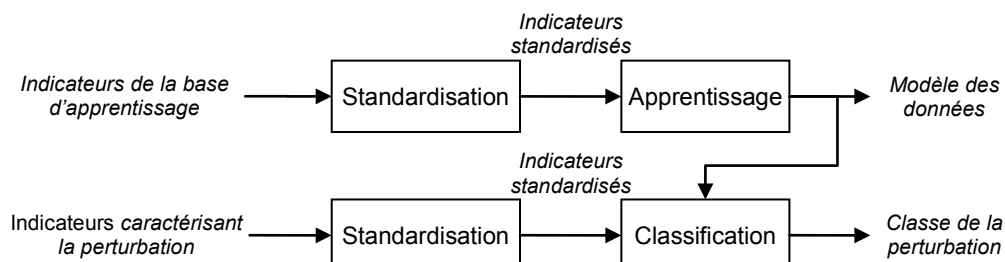 Indicateurs
standardisés
Indicateurs de la base
d'apprentissage
Standardisation
Apprentissage
Modèle des
données
Indicateurs
standardisés
Indicateurs caractérisant
la perturbation
Standardisation
Classification
Classe de la
perturbation